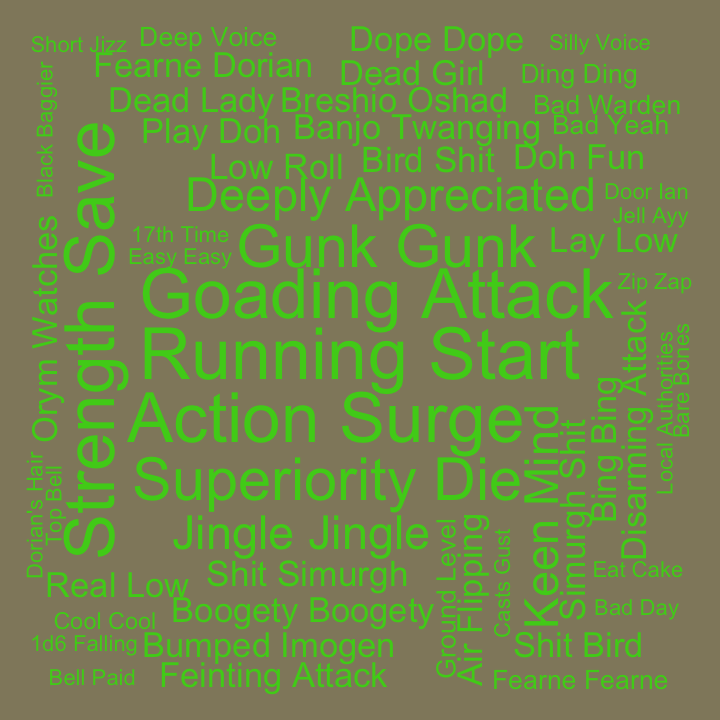 Short Jizz
Deep Voice
Dope Dope
Silly Voice
Fearne Dorian
Dead Girl
Ding Ding
Black Baggier
Dead Lady
Breshio Oshad
Bad Warden
Play Doh
Banjo Twanging
Bad Yeah
Low Roll
Bird Shit
Doh Fun
Strength Save
Deeply Appreciated
Door Ian
Jell Ayy
Orym Watches
17th Time
Gunk Gunk
Lay Low
Easy Easy
Goading Attack
Zip Zap
Running Start
Disarming Attack
Local Authorities
Bare Bones
Action Surge
Keen Mind
Simurgh Shit
Bing Bing
Superiority Die
Dorian's Hair
Top Bell
Jingle Jingle
Ground Level
Air Flipping
Casts Gust
Real Low
Shit Simurgh
Eat Cake
Cool Cool
Boogety Boogety
Bad Day
1d6 Falling
Bumped Imogen
Shit Bird
Bell Paid
Feinting Attack
Fearne Fearne